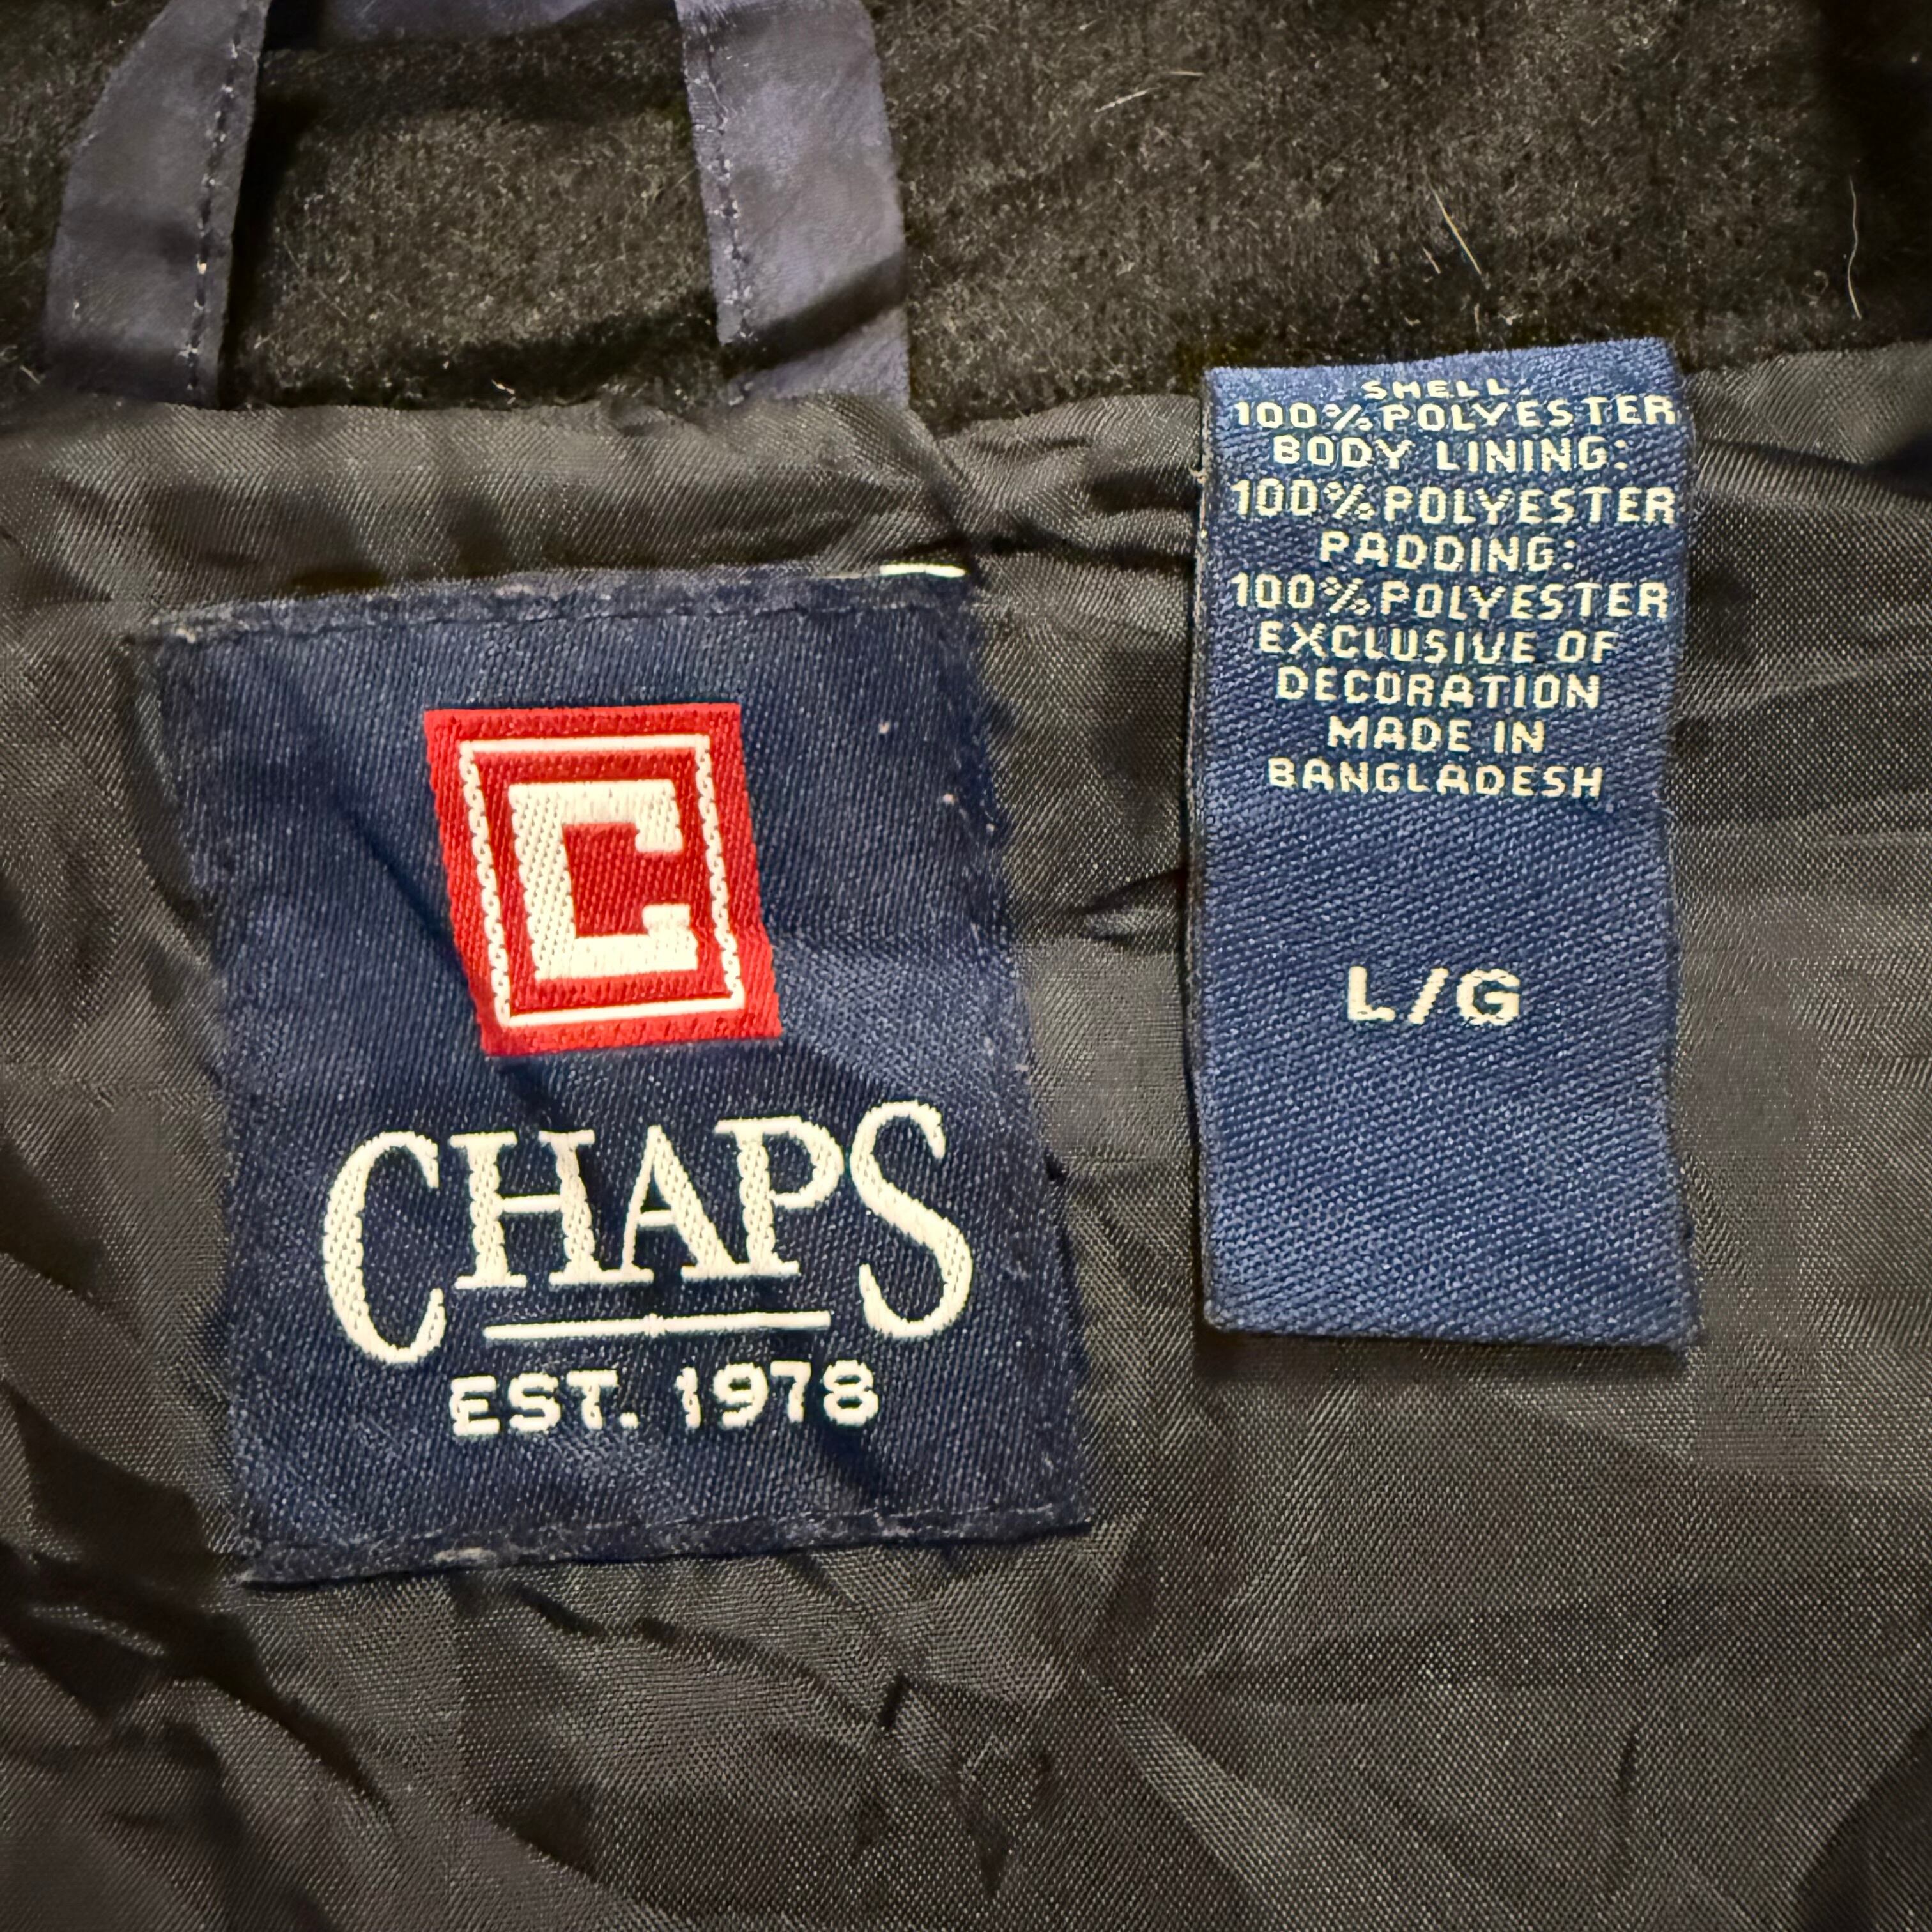 C
CHAPS
EST. 1978
SHELL:
100% POLYESTER
BODY LINING:
100% POLYESTER
PADDING:
100% POLYESTER
EXCLUSIVE OF
DECORATION
MADE IN
BANGLADESH
L/G